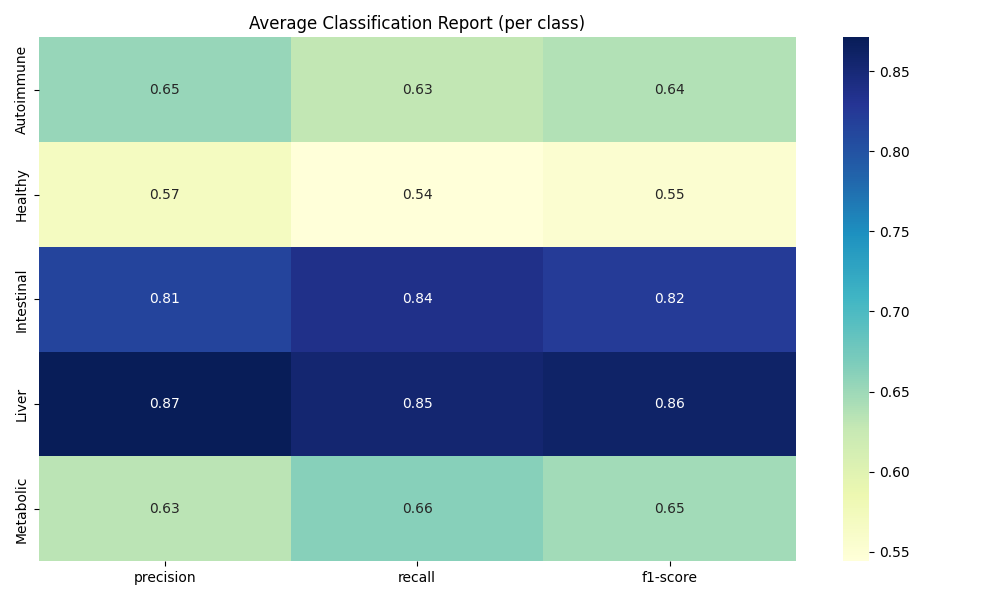 Average Classification Report (per class)
Autoimmune 0.65 0.63 0.64
Healthy 0.57 0.54 0.55
Intestinal 0.81 0.84 0.82
Liver 0.87 0.85 0.86
Metabolic 0.63 0.66 0.65
precision recall f1-score
0.85
0.80
0.75
0.70
0.65
0.60
0.55